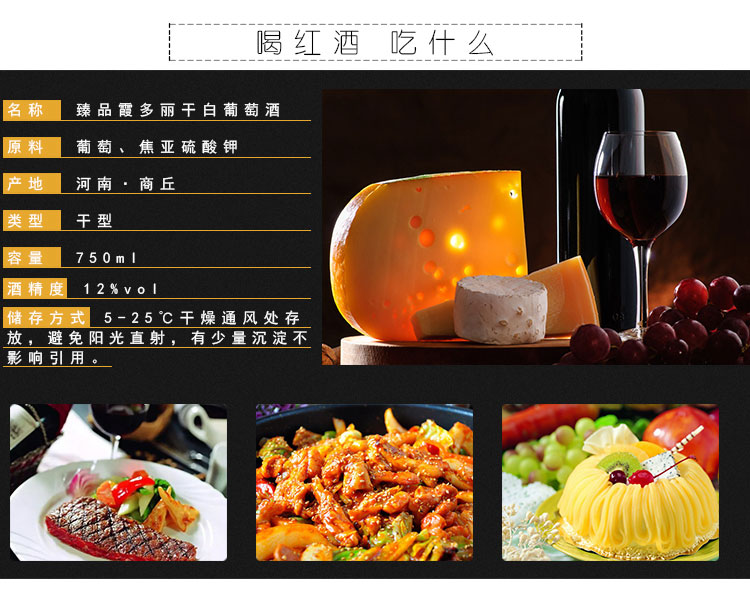 喝红酒 吃什么
名称 臻品霞多丽干白葡萄酒
原料 葡萄、焦亚硫酸钾
产地 河南·商丘
类型 干型
容量 750ml
酒精度 12%vol
储存方式 5-25℃干燥通风处存
放，避免阳光直射，有少量沉淀不
影响引用。